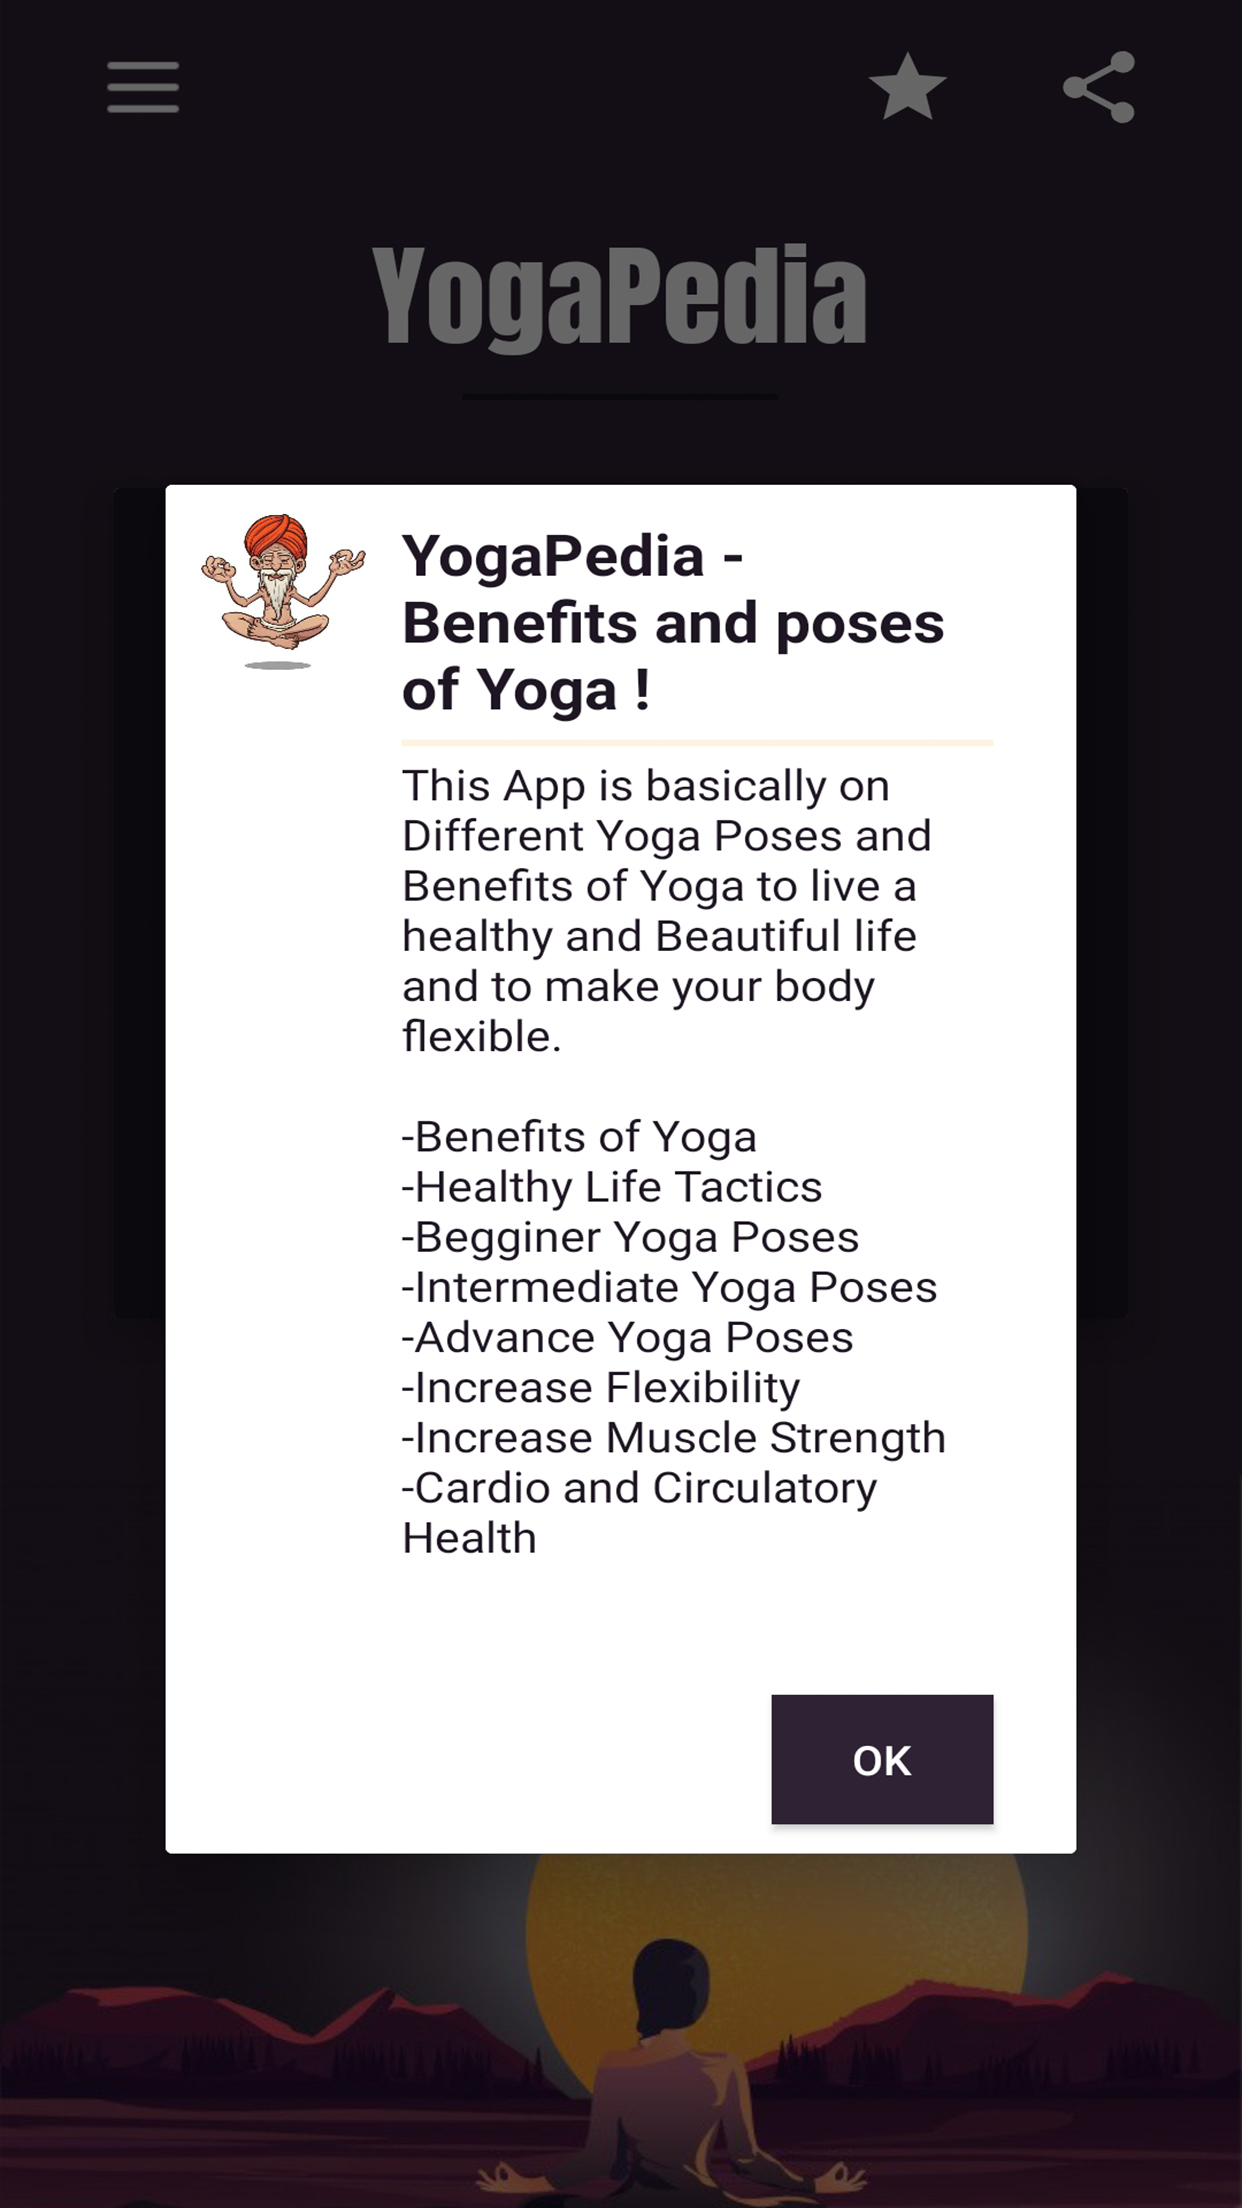 YogaPedia
YogaPedia -
Benefits and poses
of Yoga !
This App is basically on
Different Yoga Poses and
Benefits of Yoga to live a
healthy and Beautiful life
and to make your body
flexible.
-Benefits of Yoga
-Healthy Life Tactics
-Begginer Yoga Poses
-Intermediate Yoga Poses
-Advance Yoga Poses
-Increase Flexibility
-Increase Muscle Strength
-Cardio and Circulatory
Health
OK